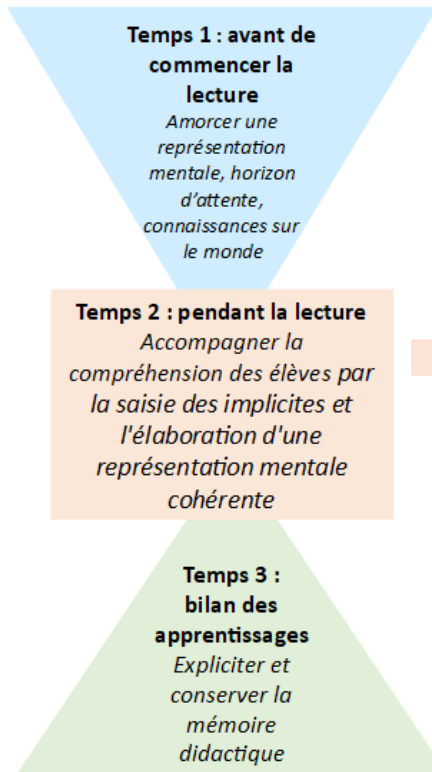 Temps 1 : avant de
commencer la
lecture
Amorcer une
représentation
mentale, horizon
d’attente,
connaissances sur
le monde
Temps 2 : pendant la lecture
Accompagner la
compréhension des élèves par
la saisie des implicites et
l'élaboration d'une
représentation mentale
cohérente
Temps 3 :
bilan des
apprentissages
Expliciter et
conserver la
mémoire
didactique